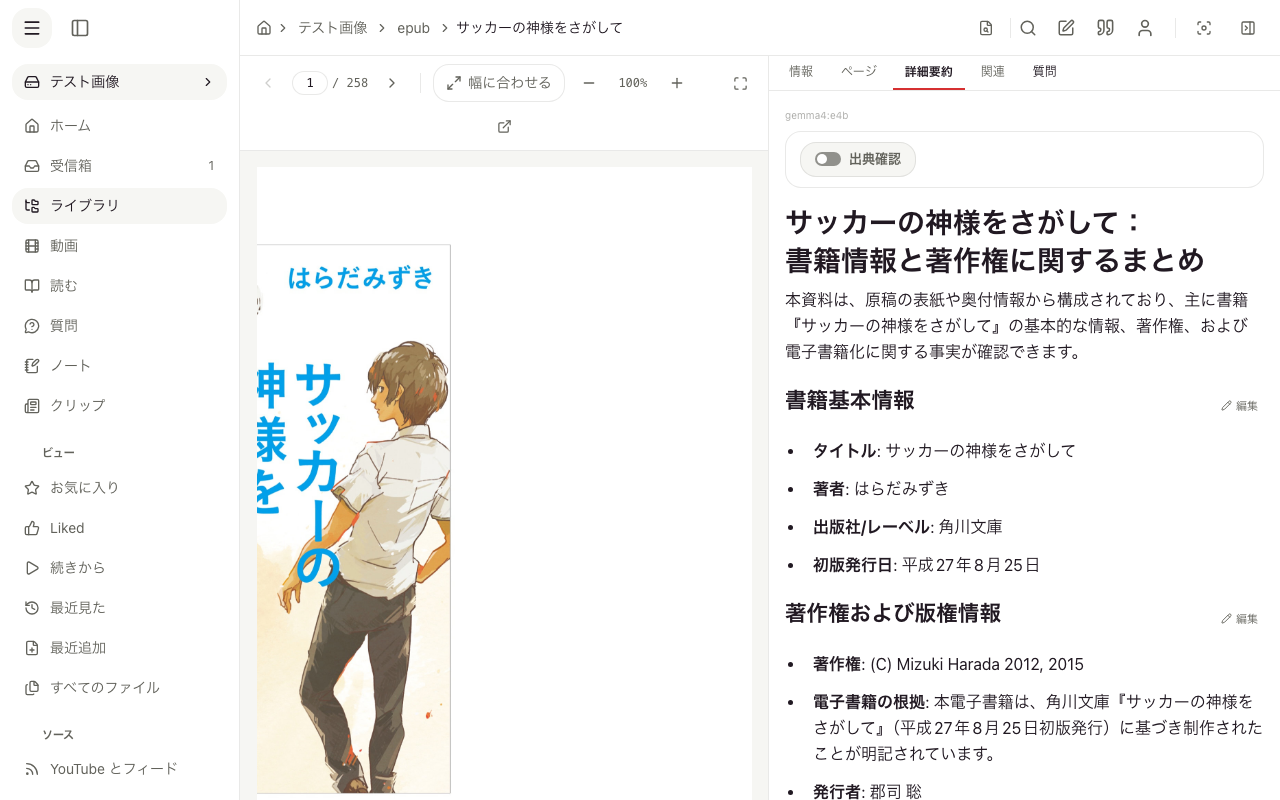 テスト画像
ホーム
受信箱 1
ライブラリ
動画
読む
質問
ノート
クリップ
ビュー
お気に入り
Liked
続きから
最近見た
最近追加
すべてのファイル
ソース
YouTube とフィード
テスト画像 epub サッカーの神様をさがして
1 / 258 幅に合わせる 100%
はらだみずき
サッカーの
神様を
情報 ページ 詳細要約 関連 質問
gemma4:e4b
出典確認
サッカーの神様をさがして：
書籍情報と著作権に関するまとめ
本資料は、原稿の表紙や奥付情報から構成されており、主に書籍
『サッカーの神様をさがして』の基本的な情報、著作権、および
電子書籍化に関する事実が確認できます。
書籍基本情報 編集
• タイトル: サッカーの神様をさがして
• 著者: はらだみずき
• 出版社/レーベル: 角川文庫
• 初版発行日: 平成27年8月25日
著作権および版権情報 編集
• 著作権: (C) Mizuki Harada 2012, 2015
• 電子書籍の根拠: 本電子書籍は、角川文庫『サッカーの神様を
さがして』（平成27年8月25日初版発行）に基づき制作された
ことが明記されています。
• 発行者: 郡司 聡